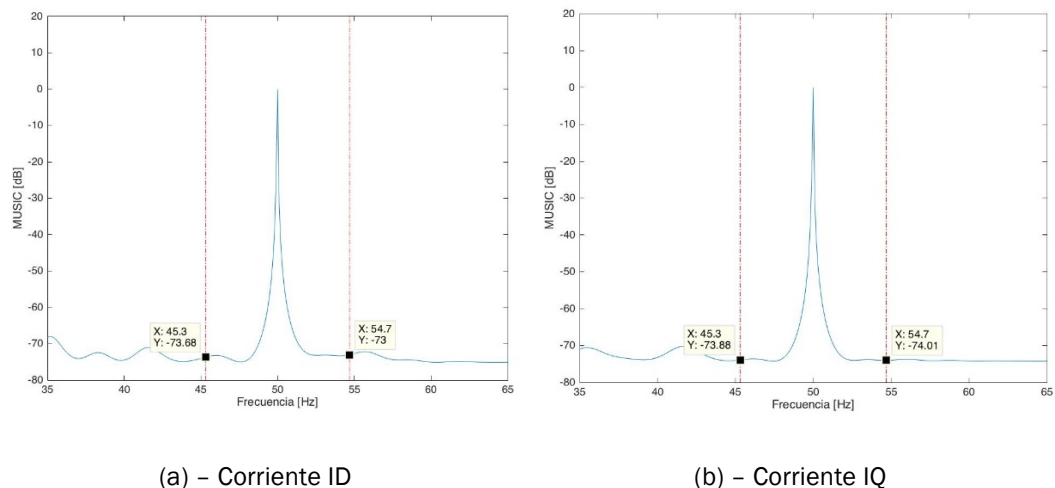 20
10
0
-10
-20
-30
-40
-50
-60
-70
-80
MUSIC [dB]
X: 45.3
Y: -73.68
X: 54.7
Y: -73
35 40 45 50 55 60 65
Frecuencia [Hz]
(a) – Corriente ID
20
10
0
-10
-20
-30
-40
-50
-60
-70
-80
MUSIC [dB]
X: 45.3
Y: -73.88
X: 54.7
Y: -74.01
35 40 45 50 55 60 65
Frecuencia [Hz]
(b) – Corriente IQ